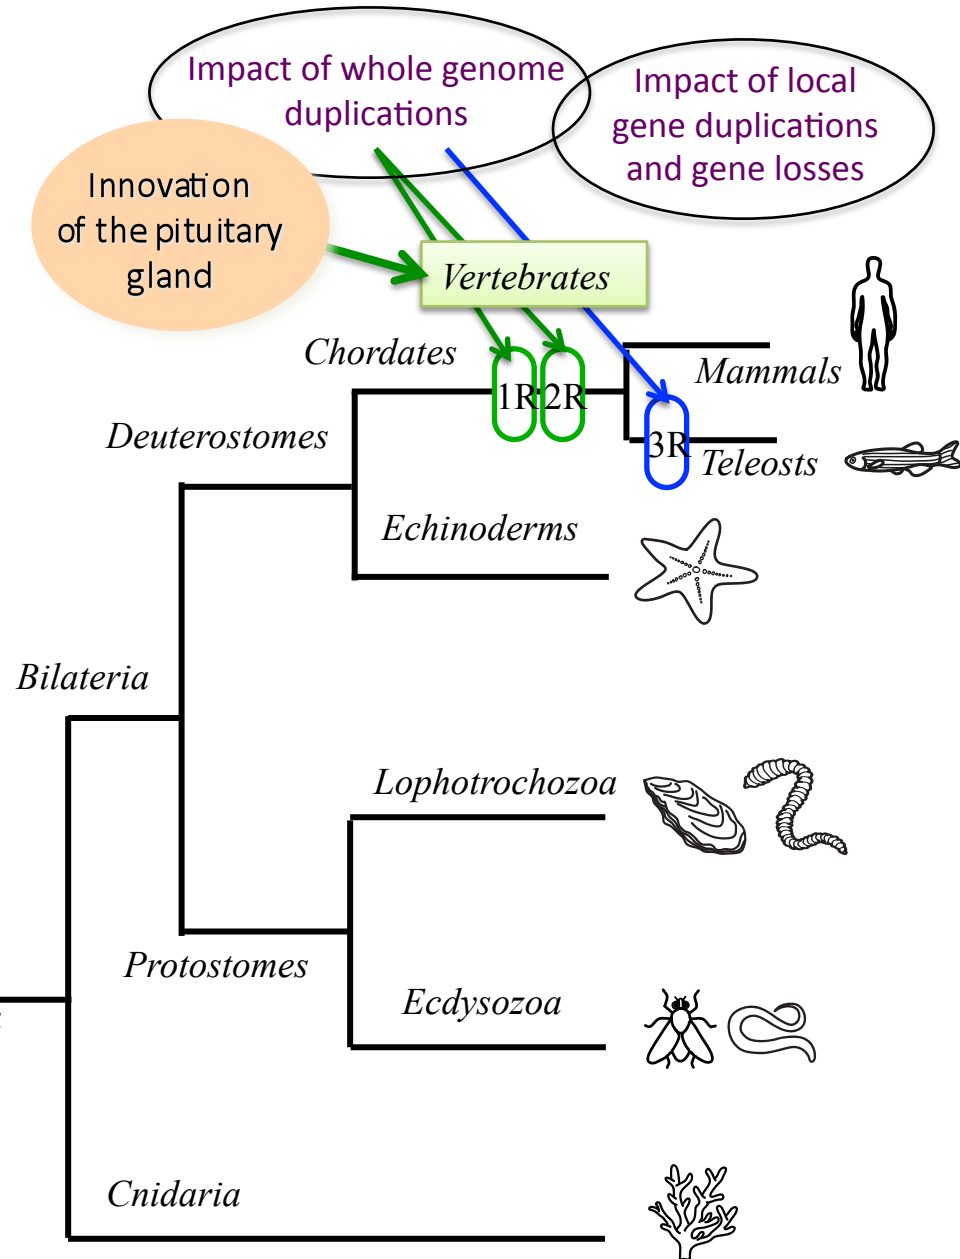 Impact of whole genome
duplications
Impact of local
gene duplications
and gene losses
Innovation
of the pituitary
gland
Vertebrates
Chordates
1R
2R
Mammals
Deuterostomes
3R
Teleosts
Echinoderms
Bilateria
Lophotrochozoa
Protostomes
Ecdysozoa
Cnidaria